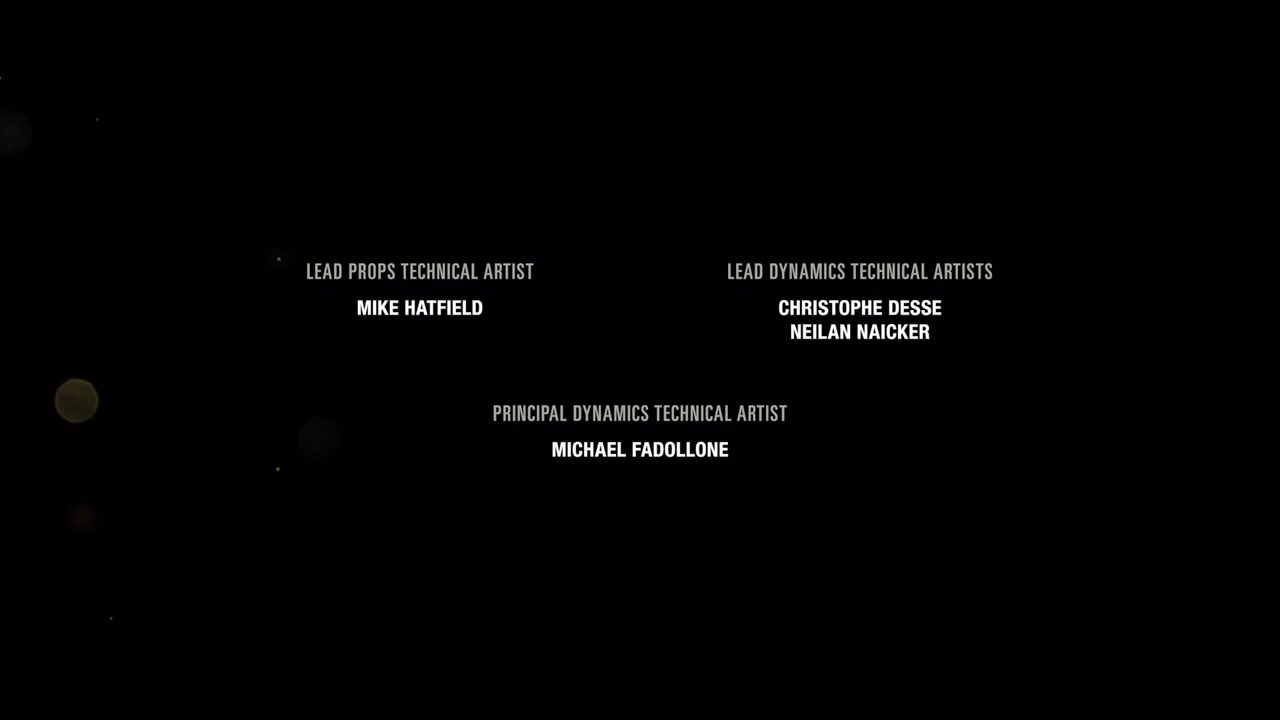 LEAD PROPS TECHNICAL ARTIST
MIKE HATFIELD
LEAD DYNAMICS TECHNICAL ARTISTS
CHRISTOPHE DESSE
NEILAN NAICKER
PRINCIPAL DYNAMICS TECHNICAL ARTIST
MICHAEL FADOLLONE